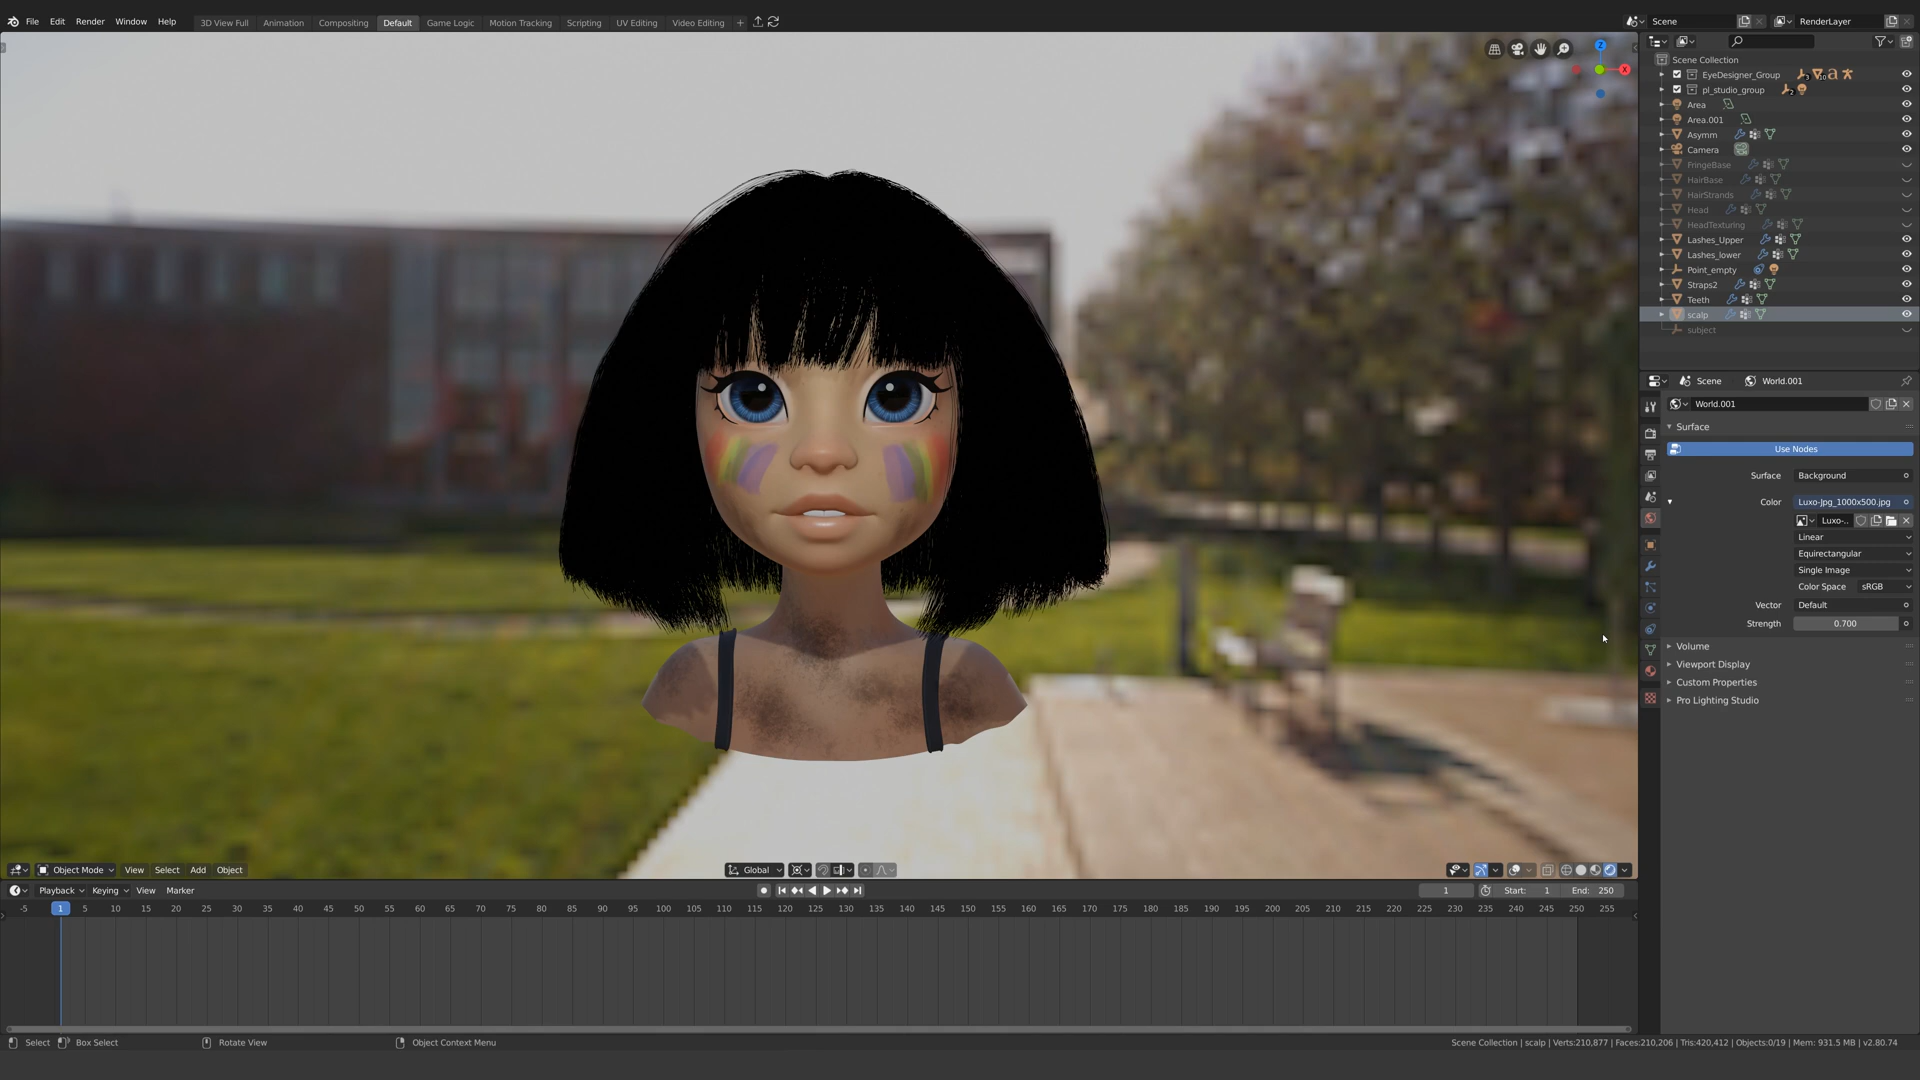 File Edit Render Window Help 3D View Full Animation Compositing Default Game Logic Motion Tracking Scripting UV Editing Video Editing + Scene RenderLayer
Scene Collection
EyeDesigner_Group
pl_studio_group
Area
Area.001
Asymm
Camera
FringeBase
HairBase
HairStrands
Head
HeadTexturing
Lashes_Upper
Lashes_lower
Point_empty
Straps2
Teeth
scalp
subject
Scene World.001
World.001
Surface
Use Nodes
Surface Background
Color Luxo-Jpg_1000x500.jpg
Luxo-..
Linear
Equirectangular
Single Image
Color Space sRGB
Vector Default
Strength 0.700
Volume
Viewport Display
Custom Properties
Pro Lighting Studio
Z
X
Object Mode View Select Add Object Global
Playback Keying View Marker 1 Start: 1 End: 250
-5 1 5 10 15 20 25 30 35 40 45 50 55 60 65 70 75 80 85 90 95 100 105 110 115 120 125 130 135 140 145 150 155 160 165 170 175 180 185 190 195 200 205 210 215 220 225 230 235 240 245 250 255
Select Box Select Rotate View Object Context Menu Scene Collection | scalp | Verts:210,877 | Faces:210,206 | Tris:420,412 | Objects:0/19 | Mem: 931.5 MB | v2.80.74